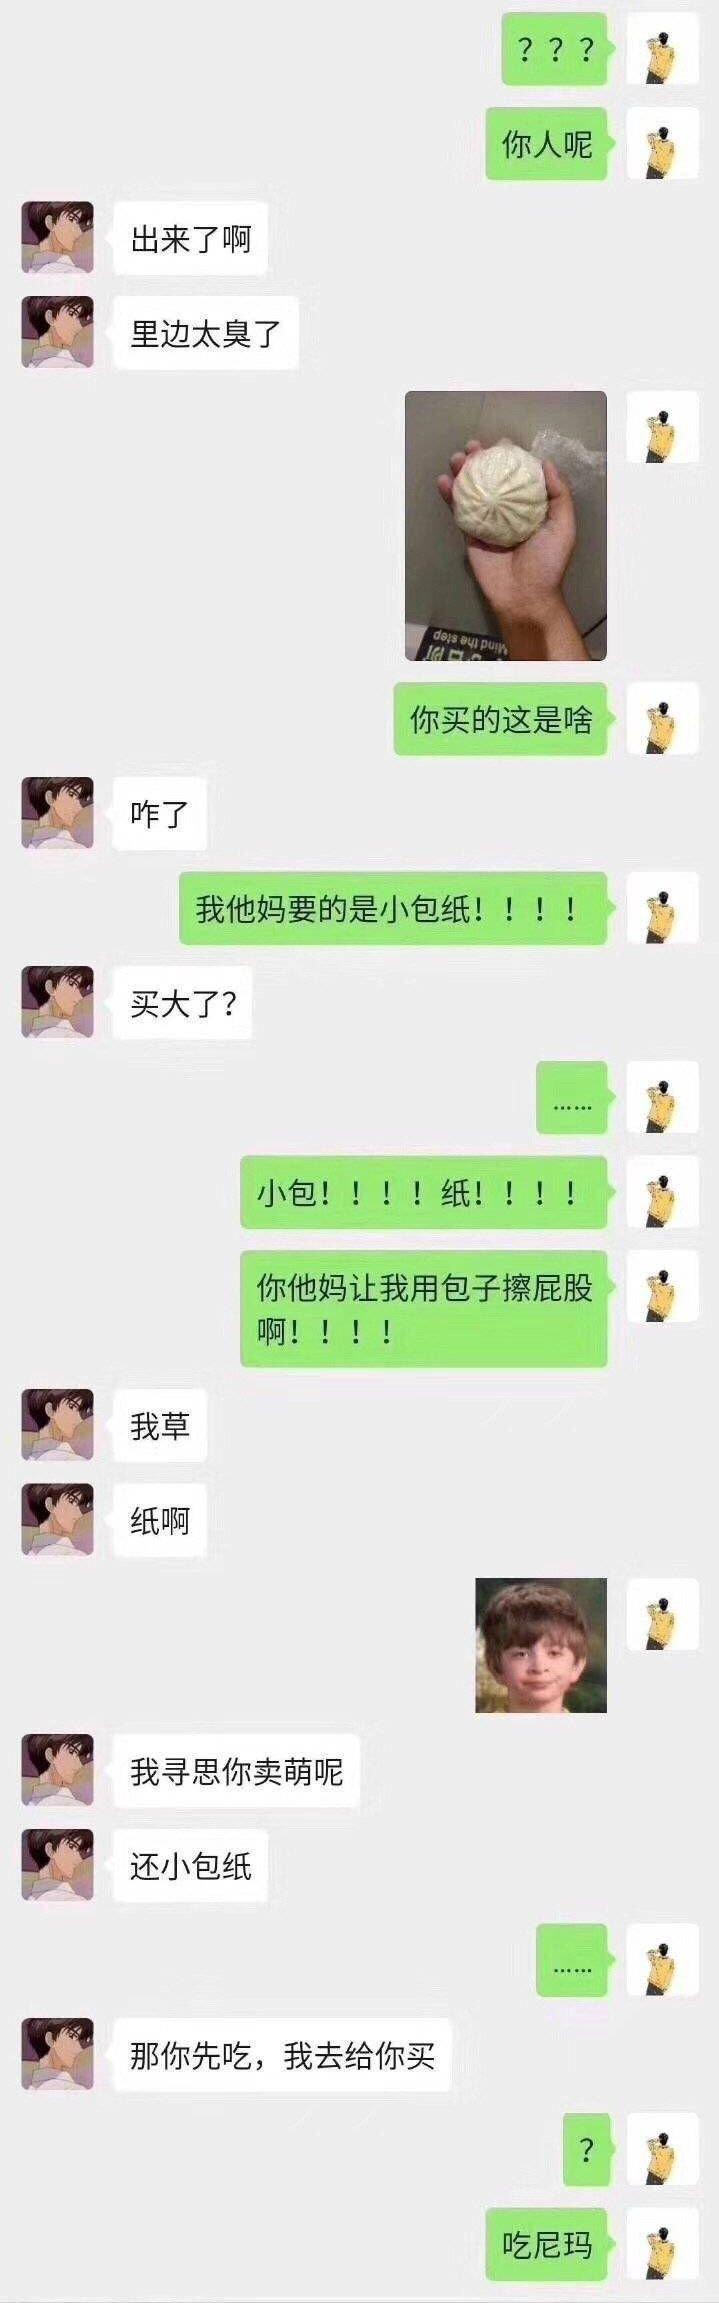 ？？？
你人呢
出来了啊
里边太臭了
Mind the step
你买的这是啥
咋了
我他妈要的是小包纸！！！！
买大了？
……
小包！！！！纸！！！！
你他妈让我用包子擦屁股
啊！！！！
我草
纸啊
我寻思你卖萌呢
还小包纸
……
那你先吃，我去给你买
？
吃尼玛